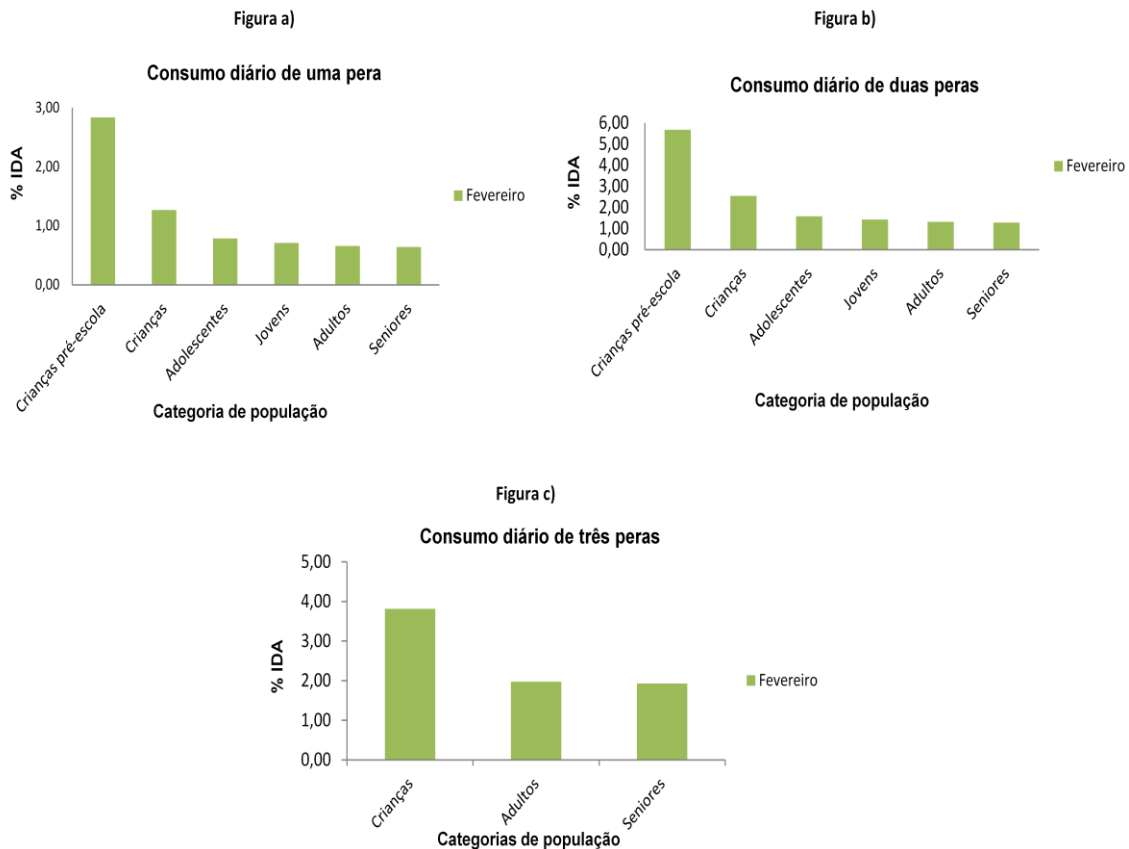 Figura a)
Consumo diário de uma pera
% IDA
3,00
2,00
1,00
0,00
Crianças pré-escola
Crianças
Adolescentes
Jovens
Adultos
Seniores
Categoria de população
Fevereiro
Figura b)
Consumo diário de duas peras
% IDA
6,00
5,00
4,00
3,00
2,00
1,00
0,00
Crianças pré-escola
Crianças
Adolescentes
Jovens
Adultos
Seniores
Categoria de população
Fevereiro
Figura c)
Consumo diário de três peras
% IDA
5,00
4,00
3,00
2,00
1,00
0,00
Crianças
Adultos
Seniores
Categorias de população
Fevereiro